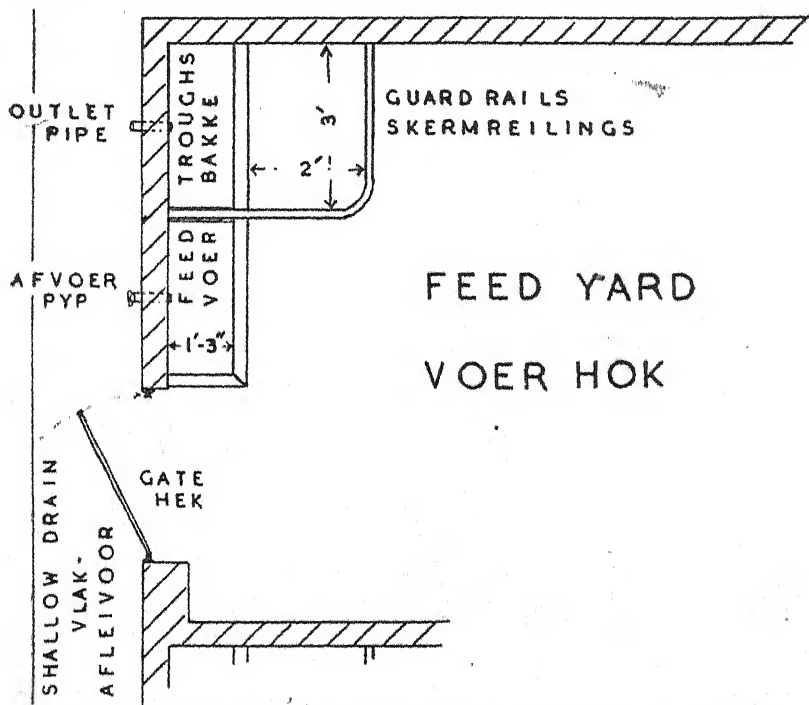 OUTLET
PIPE
TROUGHS
BAKKE
3'
2'
GUARD RAILS
SKERMREILINGS
AFVOER
PYP
FEED
VOER
1'-3"
FEED YARD
VOER HOK
GATE
HEK
SHALLOW DRAIN
VLAK-
AFLEIVOOR